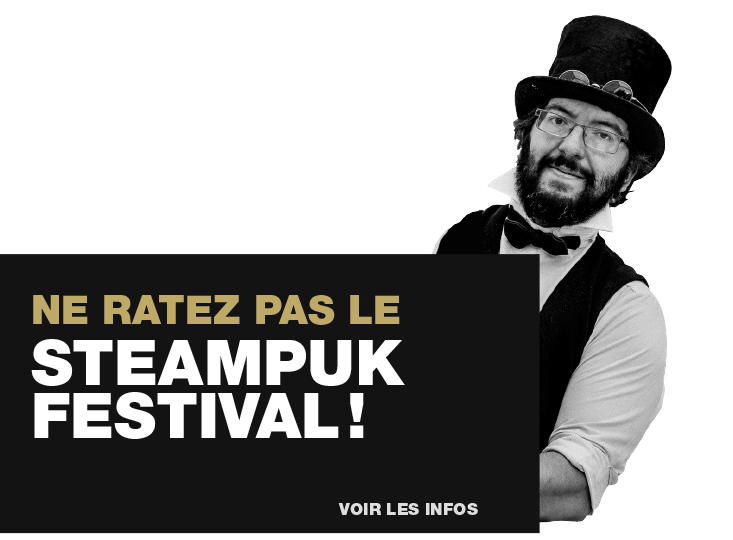 NE RATEZ PAS LE
STEAMPUK
FESTIVAL!
VOIR LES INFOS